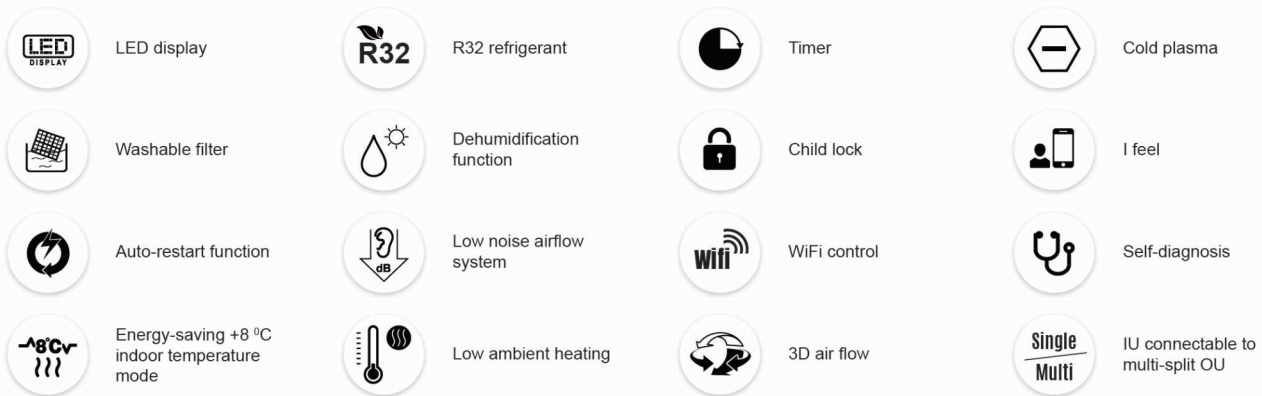 LED
DISPLAY
LED display
R32
R32 refrigerant
Timer
Cold plasma
Washable filter
Dehumidification
function
Child lock
I feel
Auto-restart function
dB
Low noise airflow
system
Wifi
WiFi control
Self-diagnosis
8°C
Energy-saving +8 ⁰C
indoor temperature
mode
Low ambient heating
3D air flow
Single
Multi
IU connectable to
multi-split OU